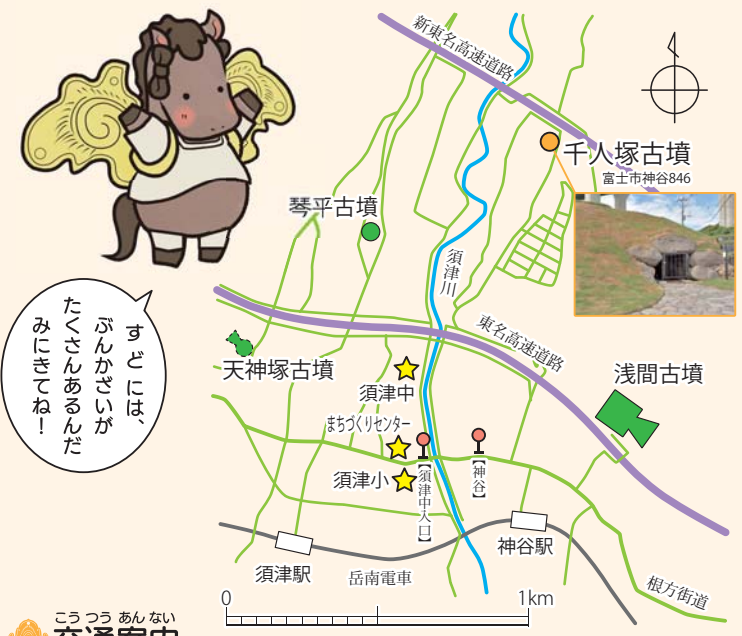 新東名高速道路
千人塚古墳
富士市神谷846
琴平古墳
須津川
す ど には、
ぶんかざいが
たくさんあるんだ
みにきてね！
東名高速道路
天神塚古墳
浅間古墳
須津中
まちづくりセンター
須津小
【須津中入口】
【神谷】
須津駅
岳南電車
神谷駅
根方街道
0
1km
こう つう あん ない
交通案内